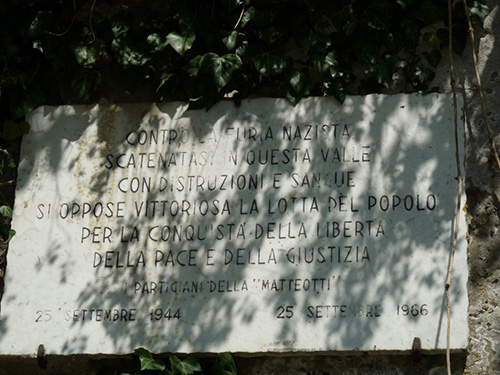 CONTRO LA FURIA NAZISTA
SCATENATASI IN QUESTA VALLE
CON DISTRUZIONI E SANGUE
SI OPPOSE VITTORIOSA LA LOTTA DEL POPOLO
PER LA CONQUISTA DELLA LIBERTÀ
DELLA PACE E DELLA GIUSTIZIA
I PARTIGIANI DELLA "MATTEOTTI"
25 SETTEMBRE 1944 25 SETTEMBRE 1966